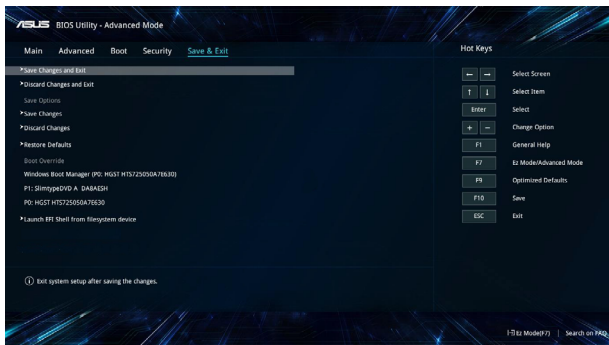 ASUS BIOS Utility - Advanced Mode
Main Advanced Boot Security Save & Exit
Save Changes and Exit
Discard Changes and Exit
Save Options
Save Changes
Discard Changes
Restore Defaults
Boot Override
Windows Boot Manager (P0: HGST HTS725050A7E630)
P1: SlimtypeDVD A DA8AESH
P0: HGST HTS725050A7E630
Launch EFI Shell from filesystem device
Exit system setup after saving the changes.
Hot Keys
← → Select Screen
↑ ↓ Select Item
Enter Select
+ − Change Option
F1 General Help
F7 Ez Mode/Advanced Mode
F9 Optimized Defaults
F10 Save
ESC Exit
Ez Mode(F7) | Search on FAQ